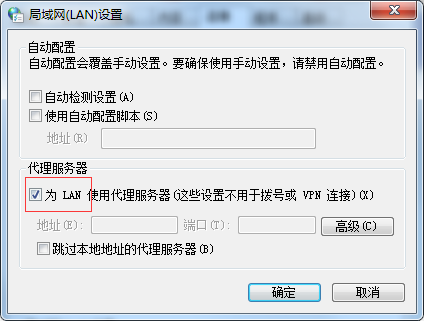 局域网(LAN)设置
自动配置
自动配置会覆盖手动设置。要确保使用手动设置，请禁用自动配置。
自动检测设置(A)
使用自动配置脚本(S)
地址(R)
代理服务器
为 LAN 使用代理服务器(这些设置不用于拨号或 VPN 连接)(X)
地址(E): 端口(T): 高级(C)
跳过本地地址的代理服务器(B)
确定 取消